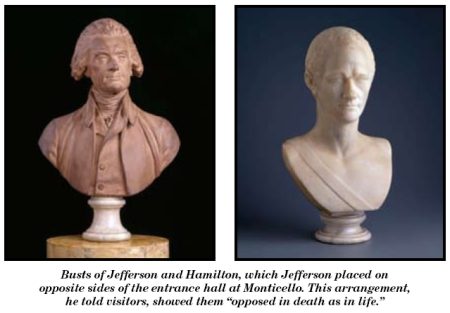 Busts of Jefferson and Hamilton, which Jefferson placed on
opposite sides of the entrance hall at Monticello. This arrangement,
he told visitors, showed them “opposed in death as in life.”